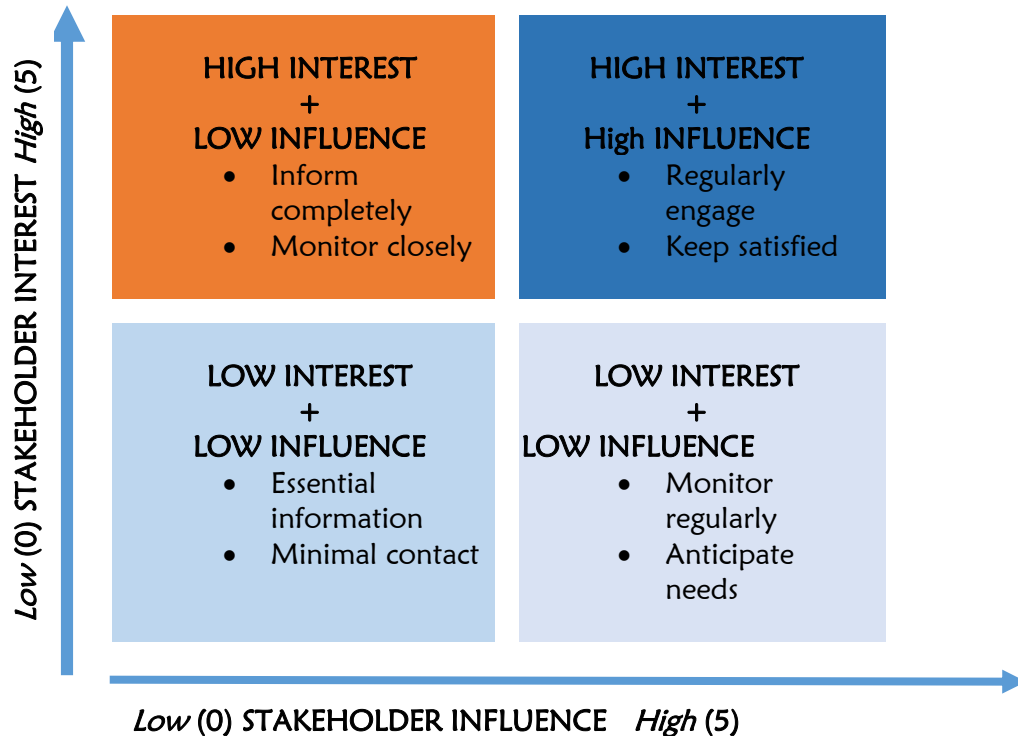 HIGH INTEREST
+
LOW INFLUENCE
• Inform
completely
• Monitor closely
HIGH INTEREST
+
High INFLUENCE
• Regularly
engage
• Keep satisfied
LOW INTEREST
+
LOW INFLUENCE
• Essential
information
• Minimal contact
LOW INTEREST
+
LOW INFLUENCE
• Monitor
regularly
• Anticipate
needs
Low (0) STAKEHOLDER INTEREST High (5)
Low (0) STAKEHOLDER INFLUENCE High (5)